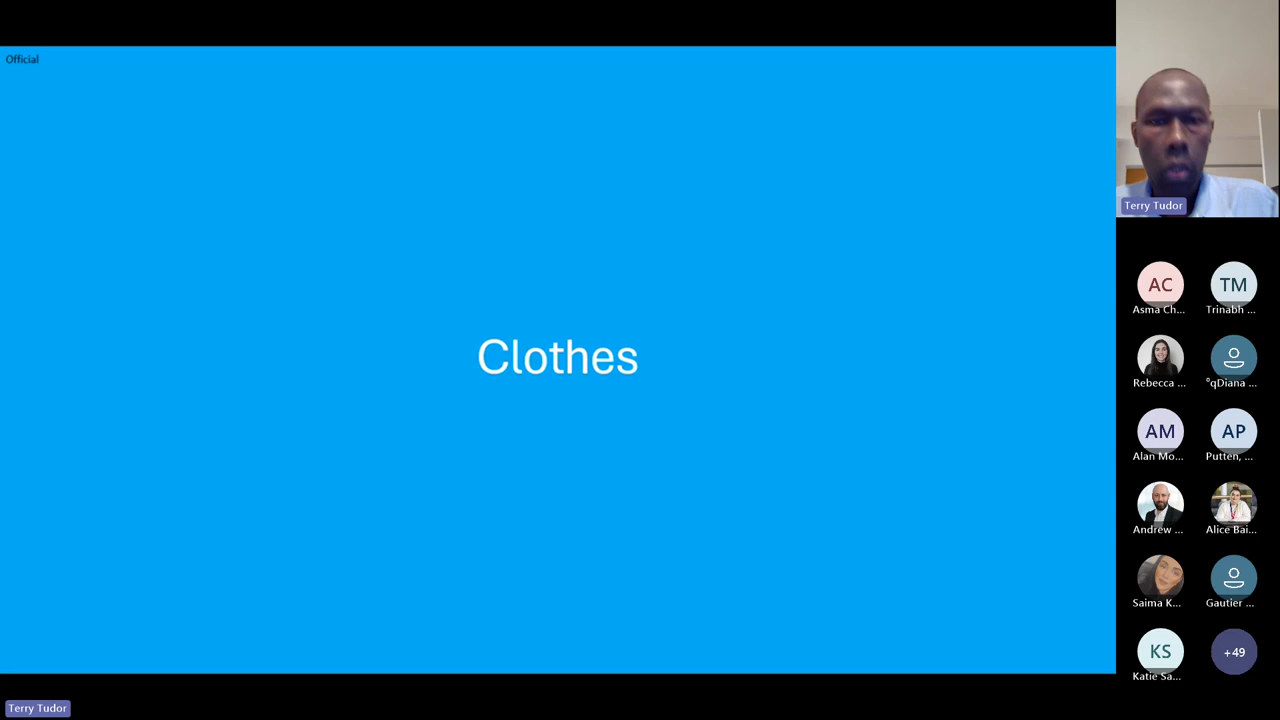 Official
Clothes
Terry Tudor
AC
Asma Ch...
TM
Trinabh ...
Rebecca ...
°qDiana ...
AM
Alan Mo...
AP
Putten, ...
Andrew ...
Alice Bai...
Saima K...
Gautier ...
KS
Katie Sa...
+49
Terry Tudor